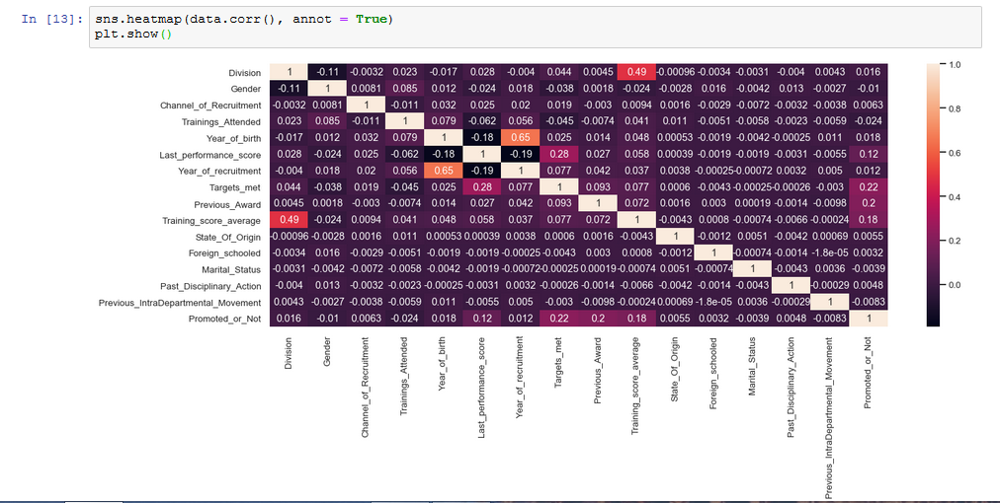 In [13]: sns.heatmap(data.corr(), annot = True)
plt.show()
Division 1 -0.11 -0.0032 0.023 -0.017 0.028 -0.004 0.044 0.0045 0.49 -0.00096 -0.0034 -0.0031 -0.004 0.0043 0.016
Gender -0.11 1 0.0081 0.085 0.012 -0.024 0.018 -0.038 0.0018 -0.024 -0.0028 0.016 -0.0042 0.013 -0.0027 -0.01
Channel_of_Recruitment -0.0032 0.0081 1 -0.011 0.032 0.025 0.02 0.019 -0.003 0.0094 0.0016 -0.0029 -0.0072 -0.0032 -0.0038 0.0063
Trainings_Attended 0.023 0.085 -0.011 1 0.079 -0.062 0.056 -0.045 -0.0074 0.041 0.011 -0.0051 -0.0058 -0.0023 -0.0059 -0.024
Year_of_birth -0.017 0.012 0.032 0.079 1 -0.18 0.65 0.025 0.014 0.048 0.00053 -0.0019 -0.0042 -0.00025 0.011 0.018
Last_performance_score 0.028 -0.024 0.025 -0.062 -0.18 1 -0.19 0.28 0.027 0.058 0.00039 -0.0019 -0.0019 -0.0031 -0.0055 0.12
Year_of_recruitment -0.004 0.018 0.02 0.056 0.65 -0.19 1 0.077 0.042 0.037 0.0038 -0.00025 -0.00072 0.0032 0.005 0.012
Targets_met 0.044 -0.038 0.019 -0.045 0.025 0.28 0.077 1 0.093 0.077 0.0006 -0.0043 -0.00025 -0.00026 -0.003 0.22
Previous_Award 0.0045 0.0018 -0.003 -0.0074 0.014 0.027 0.042 0.093 1 0.072 0.0016 0.003 0.00019 -0.0014 -0.0098 0.2
Training_score_average 0.49 -0.024 0.0094 0.041 0.048 0.058 0.037 0.077 0.072 1 -0.0043 0.0008 -0.00074 -0.0066 -0.00024 0.18
State_Of_Origin -0.00096 -0.0028 0.0016 0.011 0.00053 0.00039 0.0038 0.0006 0.0016 -0.0043 1 -0.0012 0.0051 -0.0042 0.00069 0.0055
Foreign_schooled -0.0034 0.016 -0.0029 -0.0051 -0.0019 -0.0019 -0.00025 -0.0043 0.003 0.0008 -0.0012 1 -0.00074 -0.0014 -1.8e-05 0.0032
Marital_Status -0.0031 -0.0042 -0.0072 -0.0058 -0.0042 -0.0019 -0.00072 -0.00025 0.00019 -0.00074 0.0051 -0.00074 1 -0.0043 0.0036 -0.0039
Past_Disciplinary_Action -0.004 0.013 -0.0032 -0.0023 -0.00025 -0.0031 0.0032 -0.00026 -0.0014 -0.0066 -0.0042 -0.0014 -0.0043 1 -0.00029 0.0048
Previous_IntraDepartmental_Movement 0.0043 -0.0027 -0.0038 -0.0059 0.011 -0.0055 0.005 -0.003 -0.0098 -0.00024 0.00069 -1.8e-05 0.0036 -0.00029 1 -0.0083
Promoted_or_Not 0.016 -0.01 0.0063 -0.024 0.018 0.12 0.012 0.22 0.2 0.18 0.0055 0.0032 -0.0039 0.0048 -0.0083 1
Division
Gender
Channel_of_Recruitment
Trainings_Attended
Year_of_birth
Last_performance_score
Year_of_recruitment
Targets_met
Previous_Award
Training_score_average
State_Of_Origin
Foreign_schooled
Marital_Status
Past_Disciplinary_Action
Previous_IntraDepartmental_Movement
Promoted_or_Not
1.0
0.8
0.6
0.4
0.2
0.0